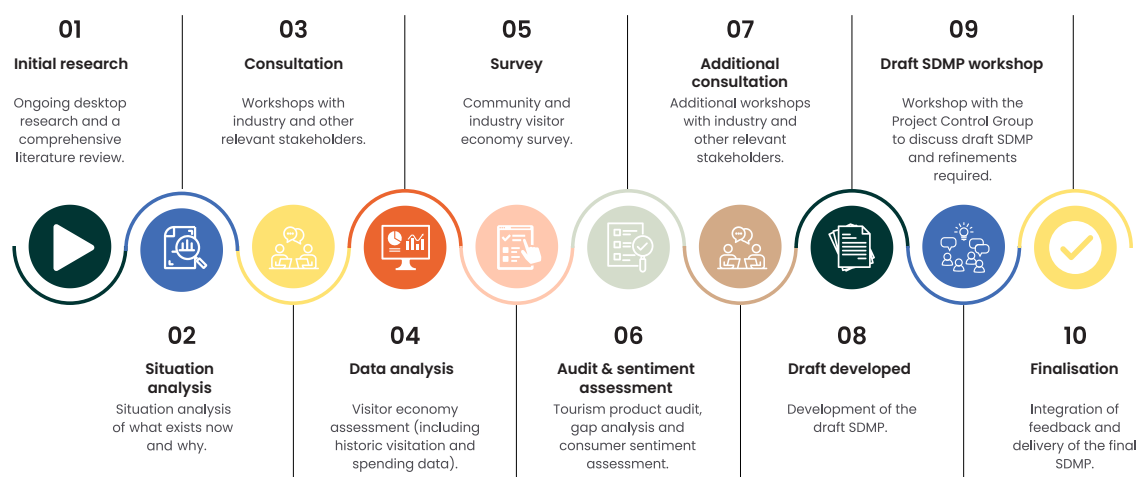 01
Initial research
Ongoing desktop
research and a
comprehensive
literature review.
02
Situation
analysis
Situation analysis
of what exists now
and why.
03
Consultation
Workshops with
industry and other
relevant stakeholders.
04
Data analysis
Visitor economy
assessment (including
historic visitation and
spending data).
05
Survey
Community and
industry visitor
economy survey.
06
Audit & sentiment
assessment
Tourism product audit,
gap analysis and
consumer sentiment
assessment.
07
Additional
consultation
Additional workshops
with industry and
other relevant
stakeholders.
08
Draft developed
Development of the
draft SDMP.
09
Draft SDMP workshop
Workshop with the
Project Control Group
to discuss draft SDMP
and refinements
required.
10
Finalisation
Integration of
feedback and
delivery of the final
SDMP.